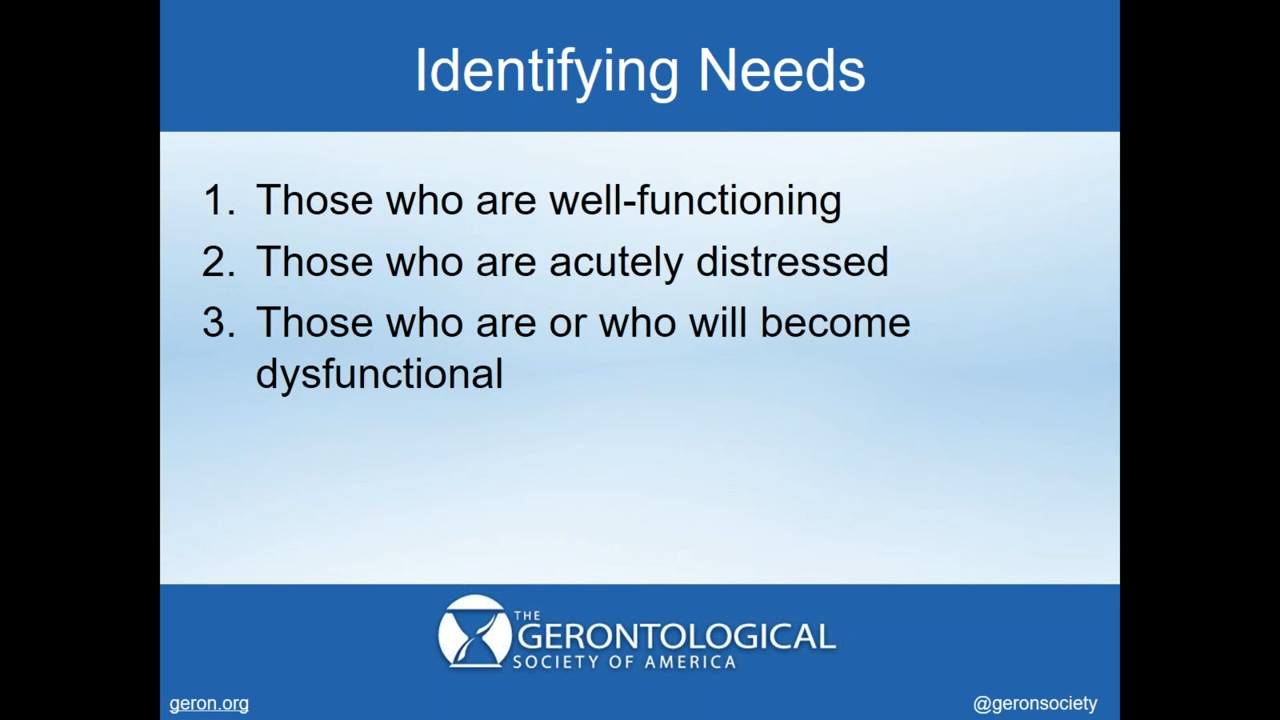 Identifying Needs
1. Those who are well-functioning
2. Those who are acutely distressed
3. Those who are or who will become
dysfunctional
THE
GERONTOLOGICAL
SOCIETY OF AMERICA
geron.org
@geronsociety